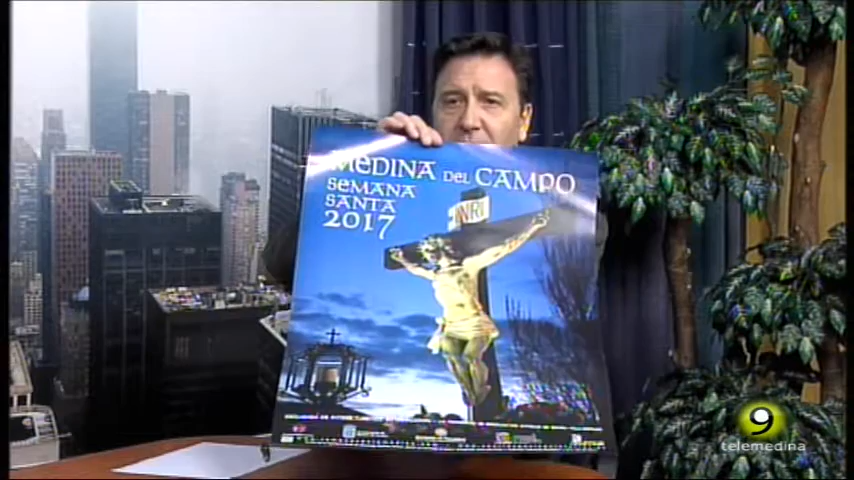 MEDINA DEL CAMPO
SEMANA
SANTA
2017
INRI
9
telemedina